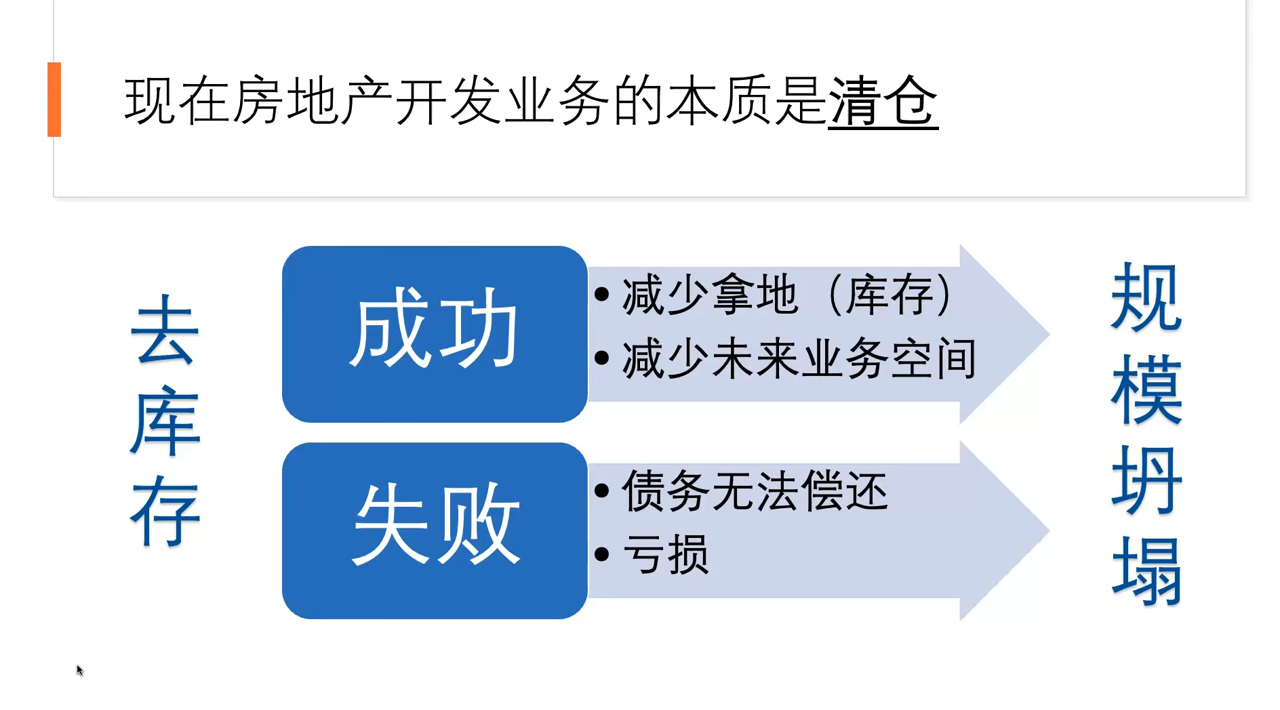 现在房地产开发业务的本质是清仓
去库存
成功
• 减少拿地（库存）
• 减少未来业务空间
失败
• 债务无法偿还
• 亏损
规模坍塌